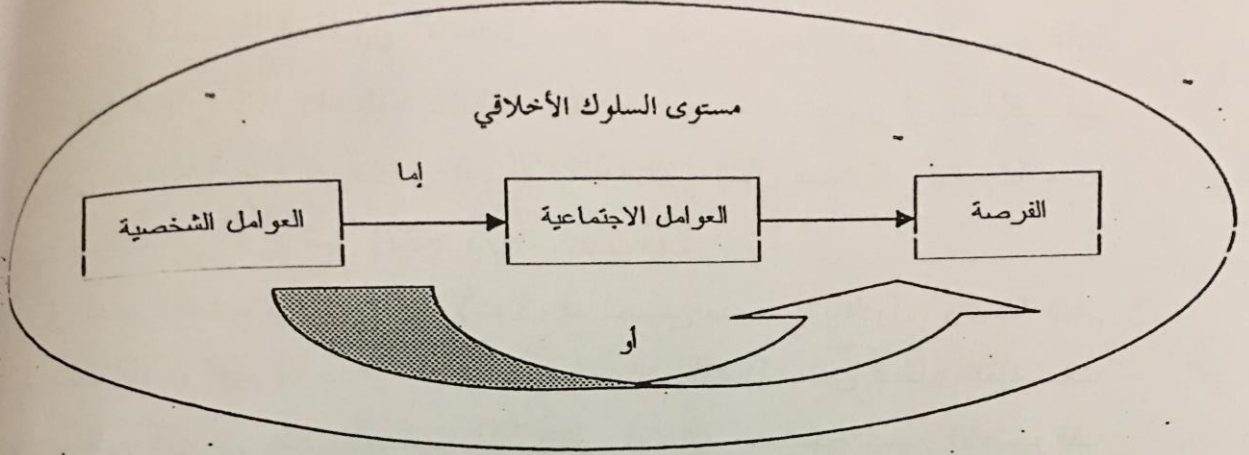 مستوى السلوك الأخلاقي
إما
العوامل الشخصية
العوامل الاجتماعية
الفرصة
أو